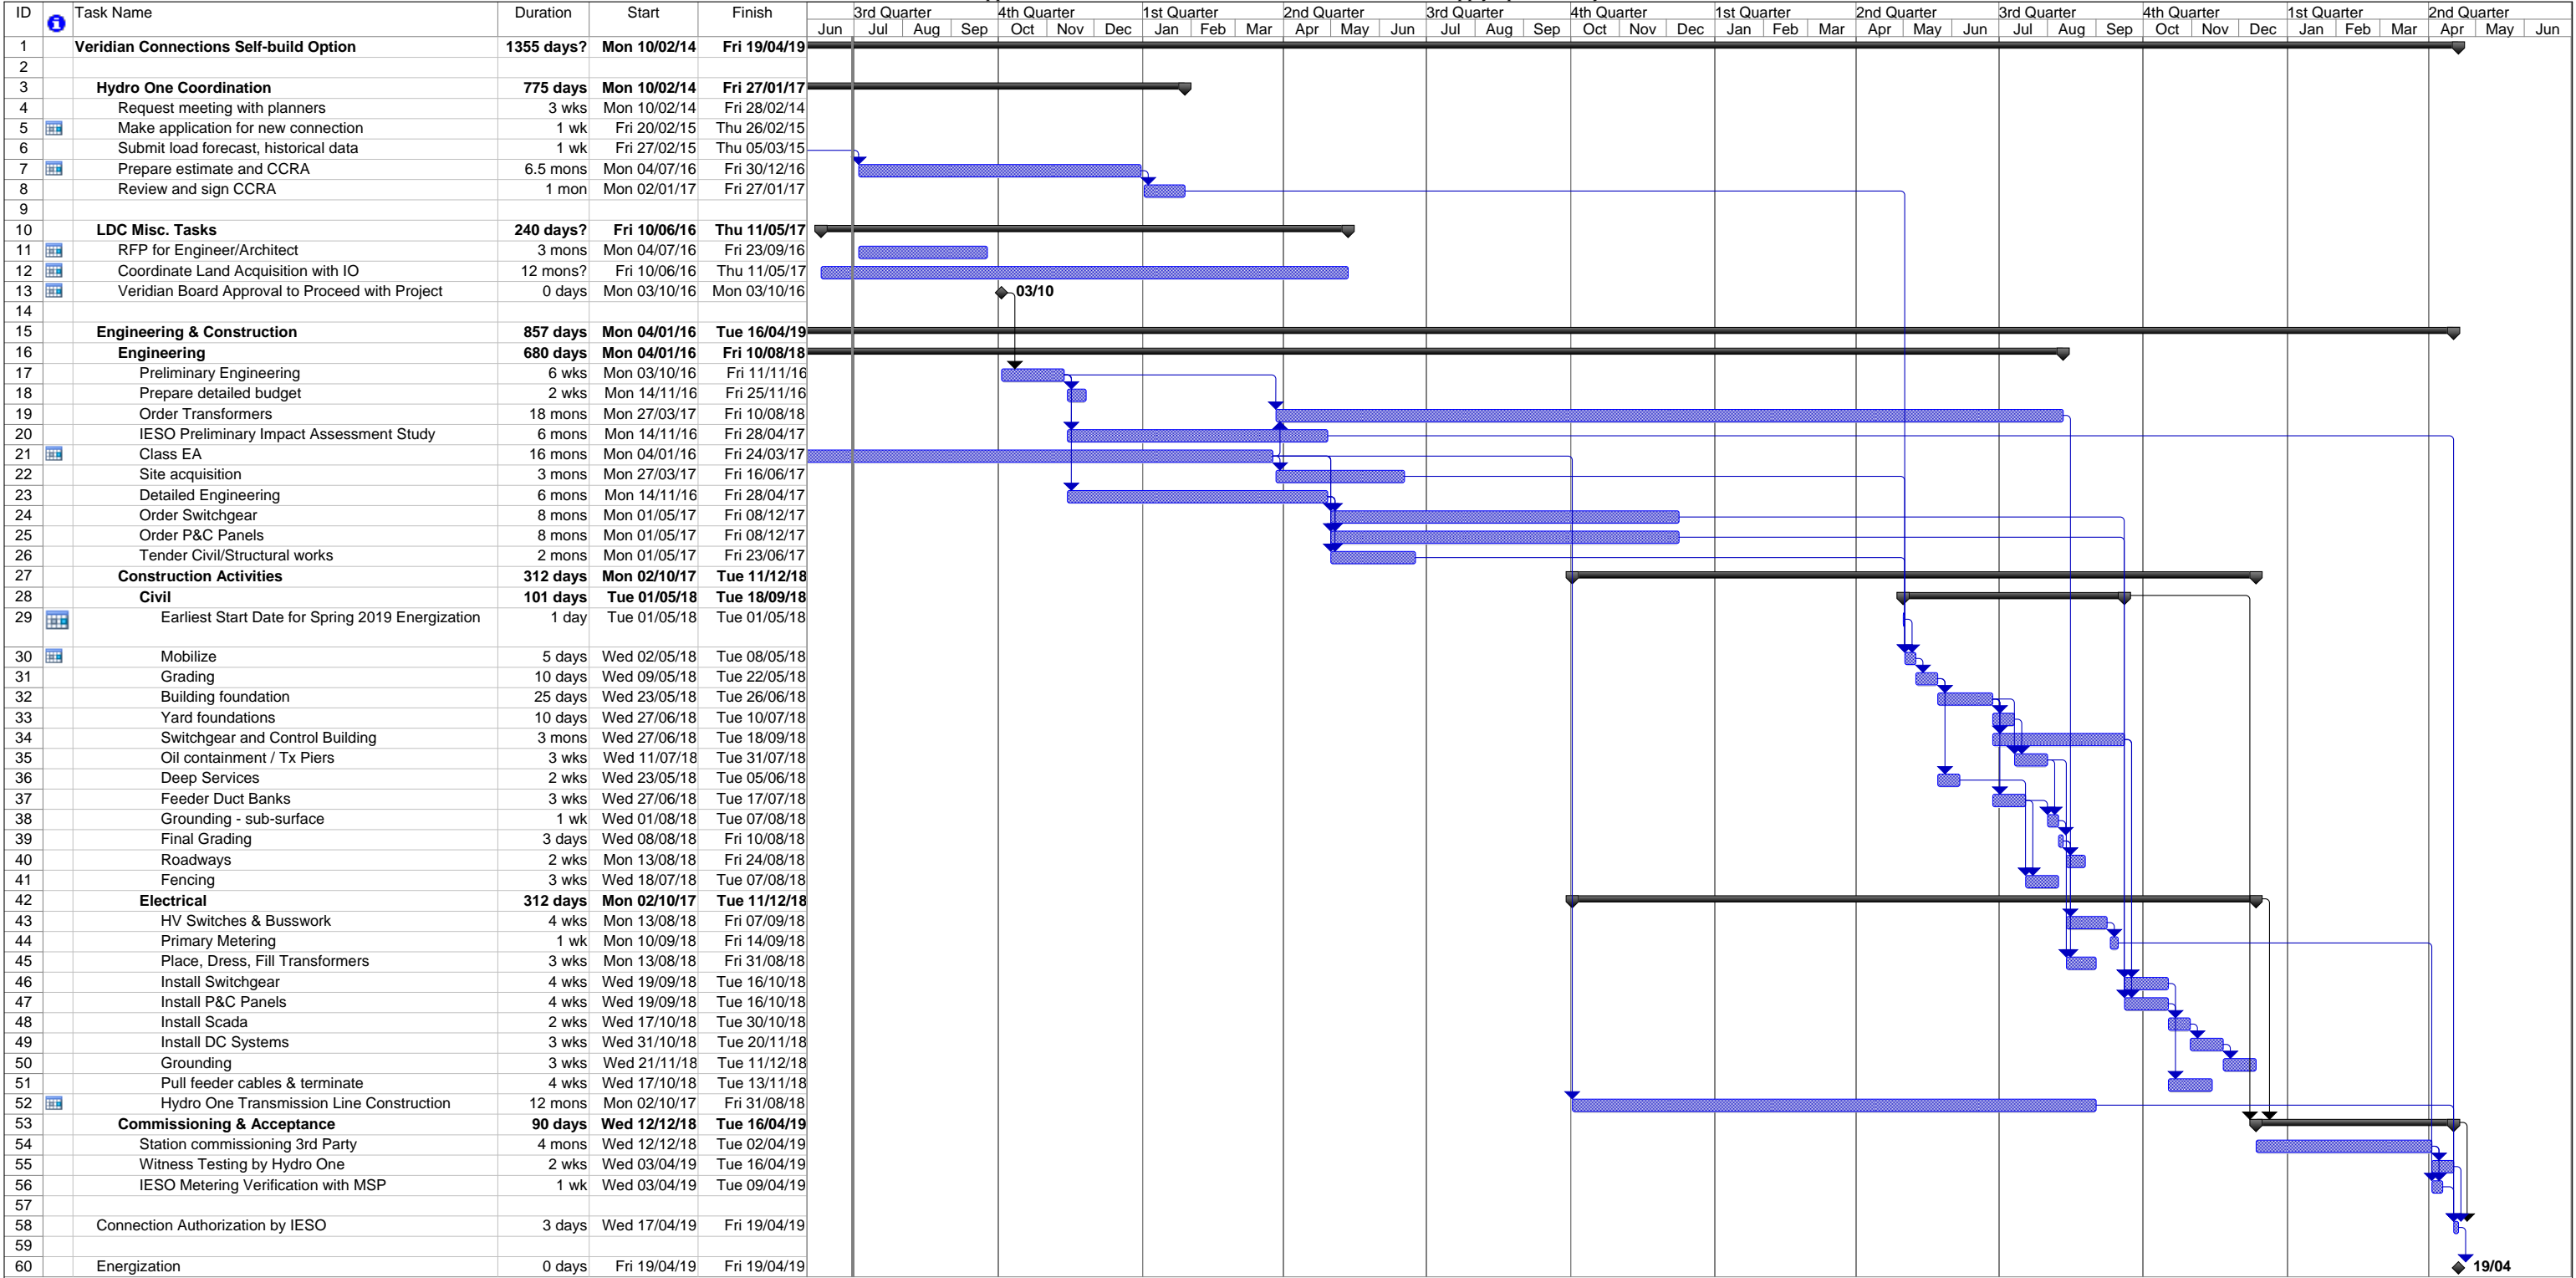 ID Task Name Duration Start Finish 3rd Quarter 4th Quarter 1st Quarter 2nd Quarter 3rd Quarter 4th Quarter 1st Quarter 2nd Quarter 3rd Quarter 4th Quarter 1st Quarter 2nd Quarter
Jun Jul Aug Sep Oct Nov Dec Jan Feb Mar Apr May Jun Jul Aug Sep Oct Nov Dec Jan Feb Mar Apr May Jun Jul Aug Sep Oct Nov Dec Jan Feb Mar Apr May Jun
1 Veridian Connections Self-build Option 1355 days? Mon 10/02/14 Fri 19/04/19
2
3 Hydro One Coordination 775 days Mon 10/02/14 Fri 27/01/17
4 Request meeting with planners 3 wks Mon 10/02/14 Fri 28/02/14
5 Make application for new connection 1 wk Fri 20/02/15 Thu 26/02/15
6 Submit load forecast, historical data 1 wk Fri 27/02/15 Thu 05/03/15
7 Prepare estimate and CCRA 6.5 mons Mon 04/07/16 Fri 30/12/16
8 Review and sign CCRA 1 mon Mon 02/01/17 Fri 27/01/17
9
10 LDC Misc. Tasks 240 days? Fri 10/06/16 Thu 11/05/17
11 RFP for Engineer/Architect 3 mons Mon 04/07/16 Fri 23/09/16
12 Coordinate Land Acquisition with IO 12 mons? Fri 10/06/16 Thu 11/05/17
13 Veridian Board Approval to Proceed with Project 0 days Mon 03/10/16 Mon 03/10/16 03/10
14
15 Engineering & Construction 857 days Mon 04/01/16 Tue 16/04/19
16 Engineering 680 days Mon 04/01/16 Fri 10/08/18
17 Preliminary Engineering 6 wks Mon 03/10/16 Fri 11/11/16
18 Prepare detailed budget 2 wks Mon 14/11/16 Fri 25/11/16
19 Order Transformers 18 mons Mon 27/03/17 Fri 10/08/18
20 IESO Preliminary Impact Assessment Study 6 mons Mon 14/11/16 Fri 28/04/17
21 Class EA 16 mons Mon 04/01/16 Fri 24/03/17
22 Site acquisition 3 mons Mon 27/03/17 Fri 16/06/17
23 Detailed Engineering 6 mons Mon 14/11/16 Fri 28/04/17
24 Order Switchgear 8 mons Mon 01/05/17 Fri 08/12/17
25 Order P&C Panels 8 mons Mon 01/05/17 Fri 08/12/17
26 Tender Civil/Structural works 2 mons Mon 01/05/17 Fri 23/06/17
27 Construction Activities 312 days Mon 02/10/17 Tue 11/12/18
28 Civil 101 days Tue 01/05/18 Tue 18/09/18
29 Earliest Start Date for Spring 2019 Energization 1 day Tue 01/05/18 Tue 01/05/18
30 Mobilize 5 days Wed 02/05/18 Tue 08/05/18
31 Grading 10 days Wed 09/05/18 Tue 22/05/18
32 Building foundation 25 days Wed 23/05/18 Tue 26/06/18
33 Yard foundations 10 days Wed 27/06/18 Tue 10/07/18
34 Switchgear and Control Building 3 mons Wed 27/06/18 Tue 18/09/18
35 Oil containment / Tx Piers 3 wks Wed 11/07/18 Tue 31/07/18
36 Deep Services 2 wks Wed 23/05/18 Tue 05/06/18
37 Feeder Duct Banks 3 wks Wed 27/06/18 Tue 17/07/18
38 Grounding - sub-surface 1 wk Wed 01/08/18 Tue 07/08/18
39 Final Grading 3 days Wed 08/08/18 Fri 10/08/18
40 Roadways 2 wks Mon 13/08/18 Fri 24/08/18
41 Fencing 3 wks Wed 18/07/18 Tue 07/08/18
42 Electrical 312 days Mon 02/10/17 Tue 11/12/18
43 HV Switches & Busswork 4 wks Mon 13/08/18 Fri 07/09/18
44 Primary Metering 1 wk Mon 10/09/18 Fri 14/09/18
45 Place, Dress, Fill Transformers 3 wks Mon 13/08/18 Fri 31/08/18
46 Install Switchgear 4 wks Wed 19/09/18 Tue 16/10/18
47 Install P&C Panels 4 wks Wed 19/09/18 Tue 16/10/18
48 Install Scada 2 wks Wed 17/10/18 Tue 30/10/18
49 Install DC Systems 3 wks Wed 31/10/18 Tue 20/11/18
50 Grounding 3 wks Wed 21/11/18 Tue 11/12/18
51 Pull feeder cables & terminate 4 wks Wed 17/10/18 Tue 13/11/18
52 Hydro One Transmission Line Construction 12 mons Mon 02/10/17 Fri 31/08/18
53 Commissioning & Acceptance 90 days Wed 12/12/18 Tue 16/04/19
54 Station commissioning 3rd Party 4 mons Wed 12/12/18 Tue 02/04/19
55 Witness Testing by Hydro One 2 wks Wed 03/04/19 Tue 16/04/19
56 IESO Metering Verification with MSP 1 wk Wed 03/04/19 Tue 09/04/19
57
58 Connection Authorization by IESO 3 days Wed 17/04/19 Fri 19/04/19
59
60 Energization 0 days Fri 19/04/19 Fri 19/04/19 19/04